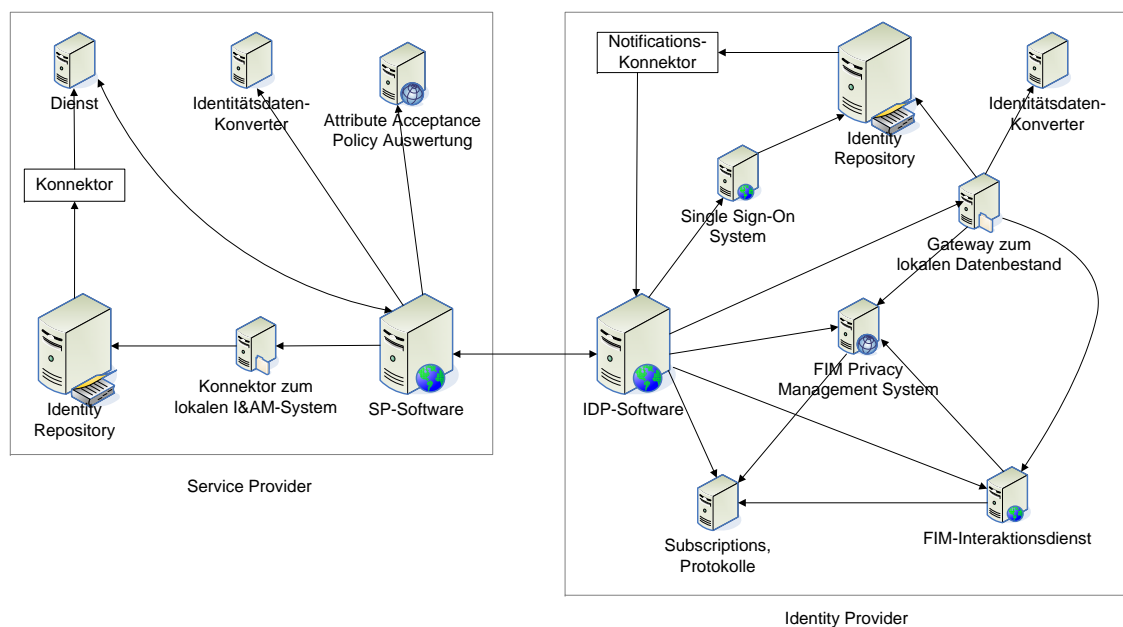 Dienst
Identitätsdaten-
Konverter
Attribute Acceptance
Policy Auswertung
Konnektor
Identity
Repository
Konnektor zum
lokalen I&AM-System
SP-Software
Service Provider
Notifications-
Konnektor
Identity
Repository
Identitätsdaten-
Konverter
Single Sign-On
System
Gateway zum
lokalen Datenbestand
IDP-Software
FIM Privacy
Management System
Subscriptions,
Protokolle
FIM-Interaktionsdienst
Identity Provider